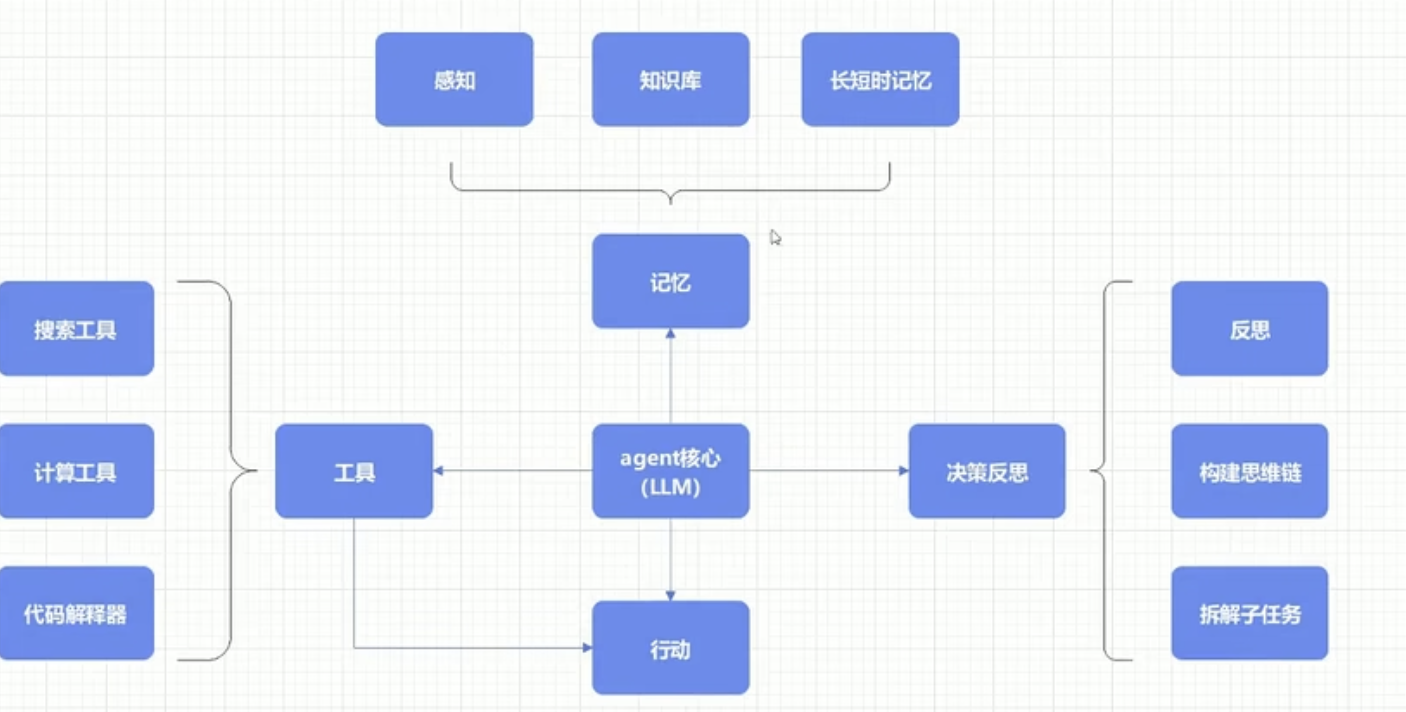 感知
知识库
长短时记忆
记忆
搜索工具
反思
计算工具
工具
agent核心
（LLM）
决策反思
构建思维链
代码解释器
行动
拆解子任务